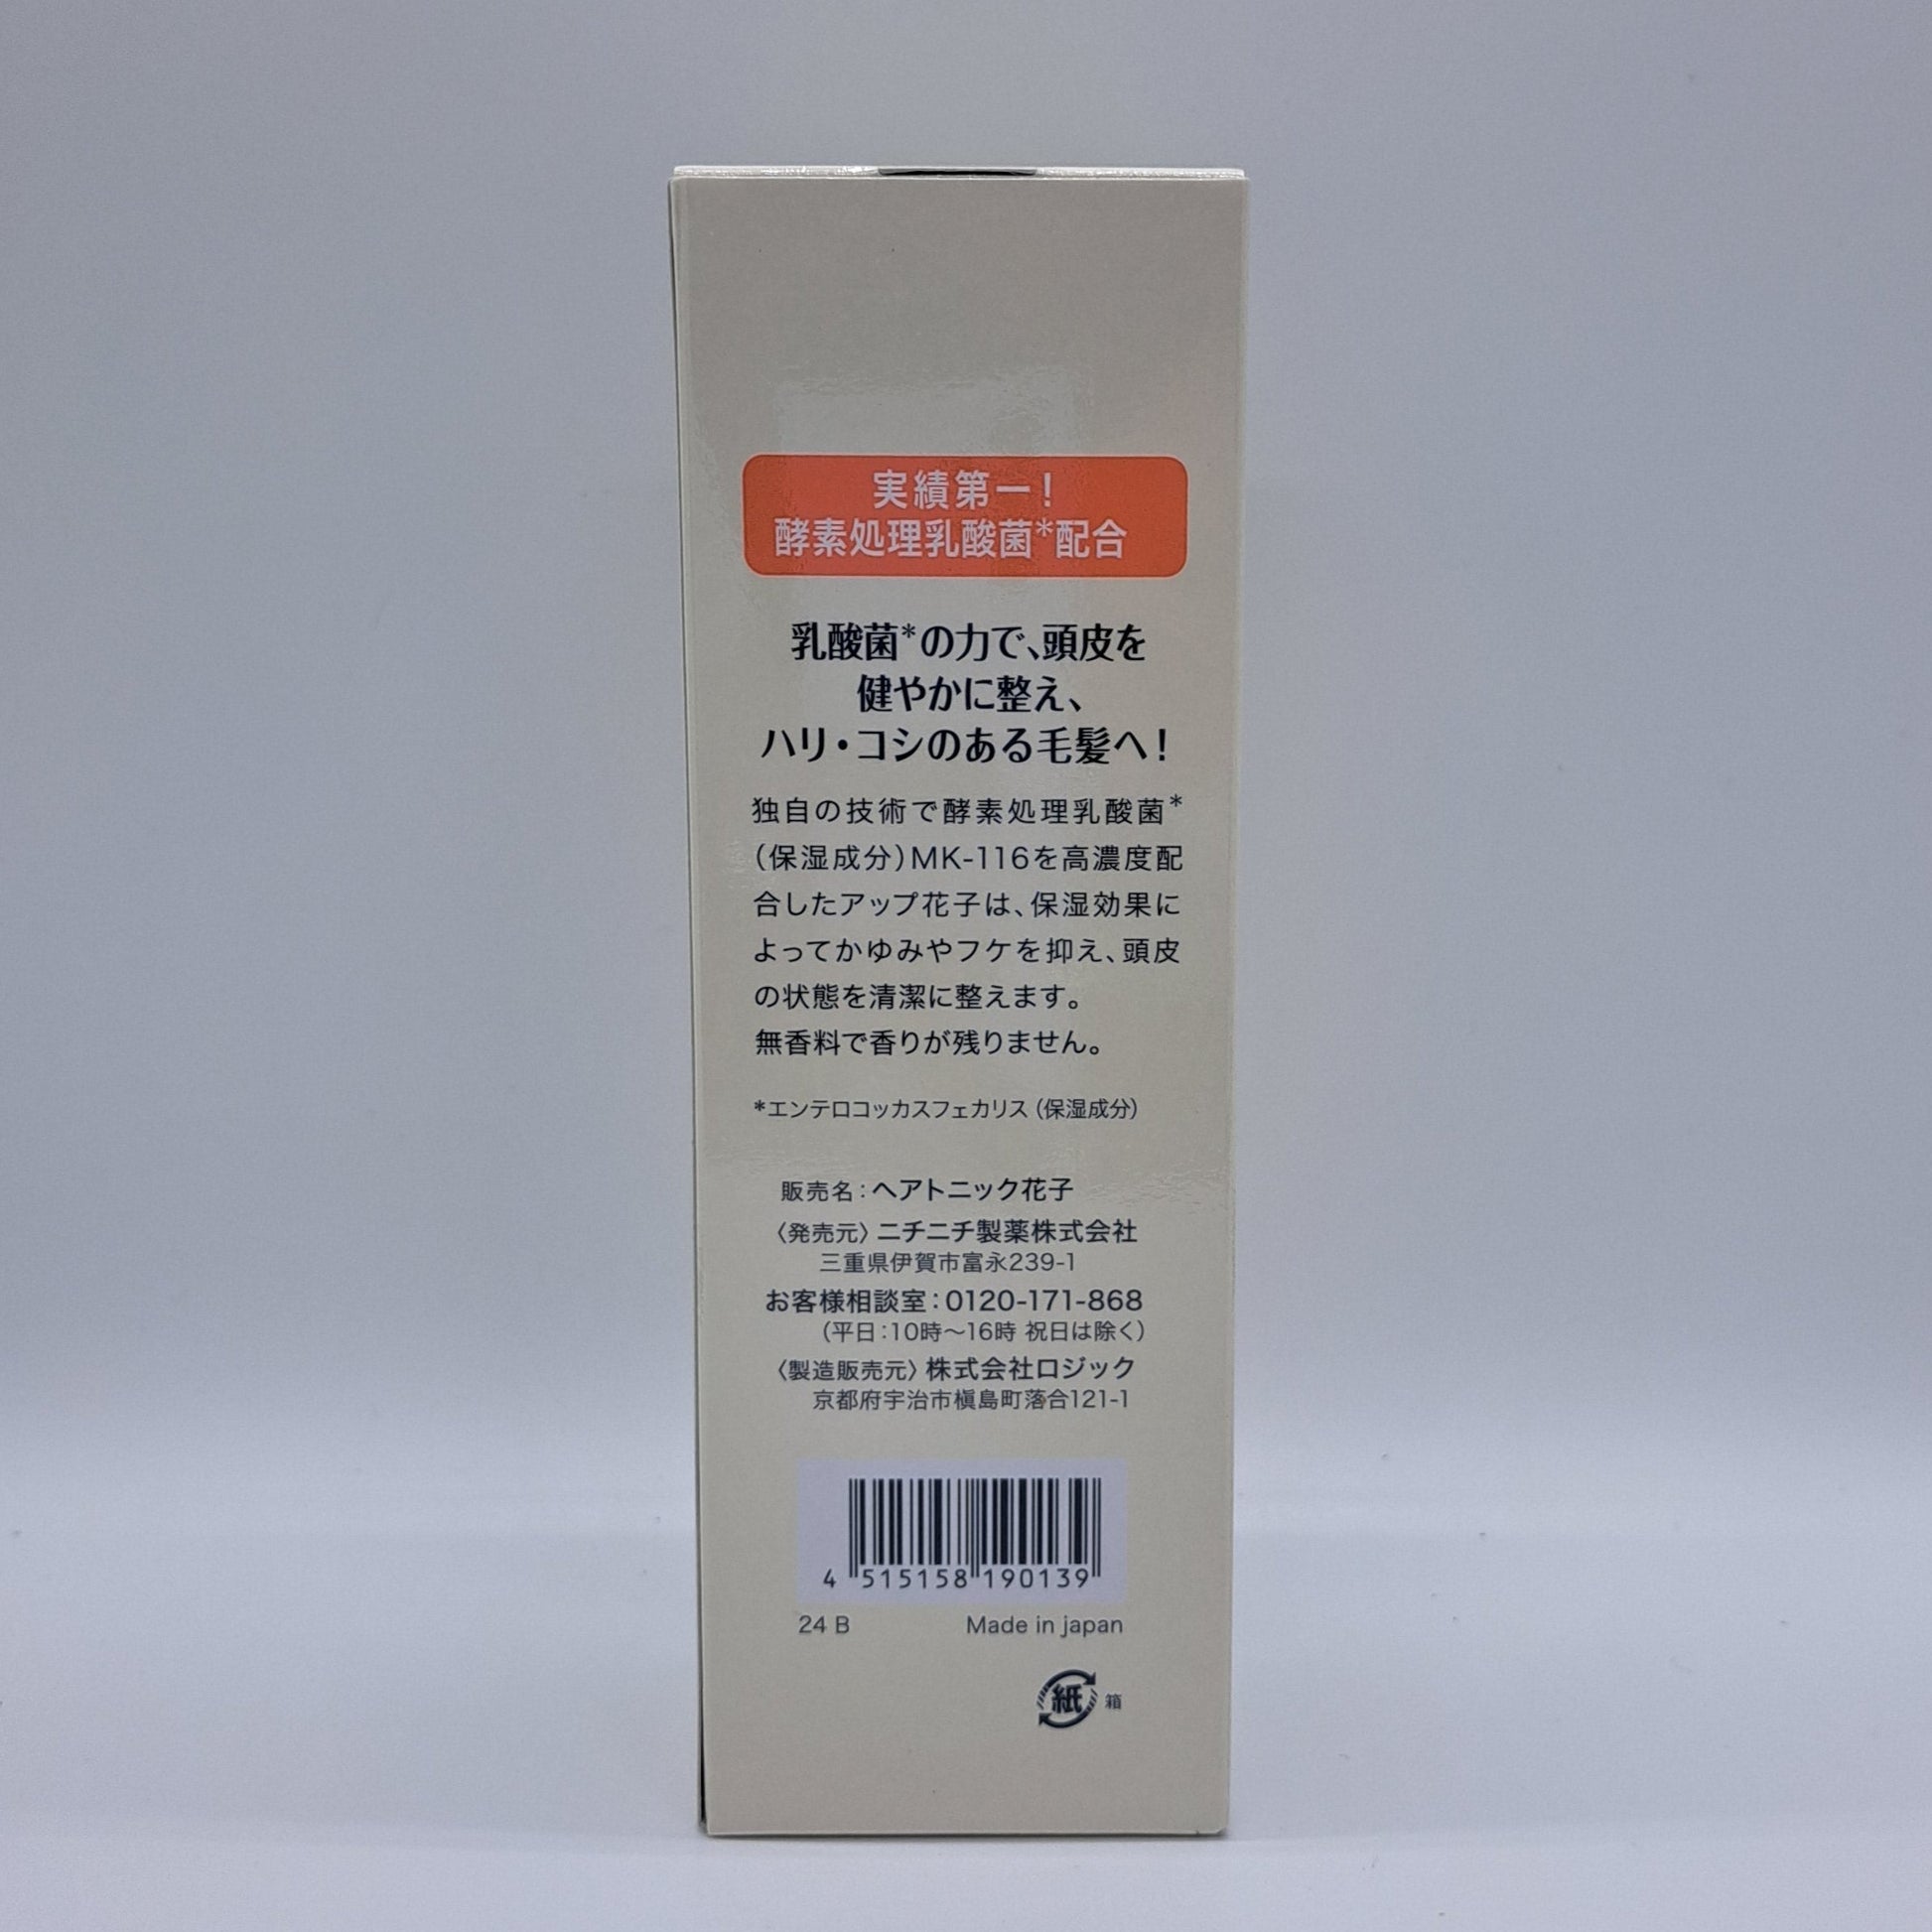 実績第一！
酵素処理乳酸菌*配合
乳酸菌*の力で、頭皮を
健やかに整え、
ハリ・コシのある毛髪へ！
独自の技術で酵素処理乳酸菌*
（保湿成分）MK-116を高濃度配
合したアップ花子は、保湿効果に
よってかゆみやフケを抑え、頭皮
の状態を清潔に整えます。
無香料で香りが残りません。
*エンテロコッカスフェカリス（保湿成分）
販売名：ヘアトニック花子
〈発売元〉ニチニチ製薬株式会社
三重県伊賀市富永239-1
お客様相談室：0120-171-868
（平日：10時～16時 祝日は除く）
〈製造販売元〉株式会社ロジック
京都府宇治市槇島町落合121-1
4 515158 190139
24 B Made in japan
紙 箱